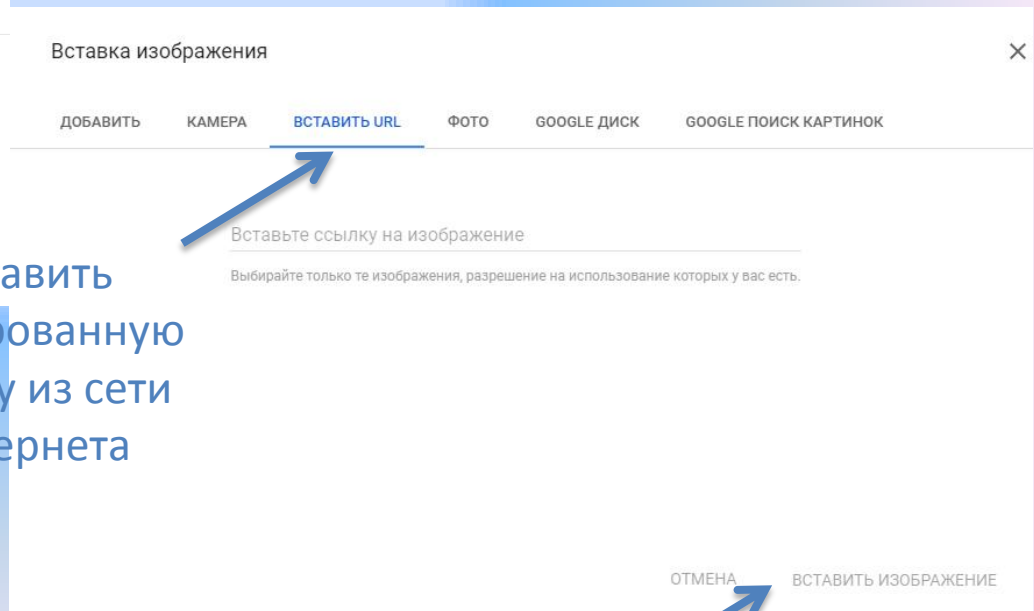 Вставка изображения
ДОБАВИТЬ КАМЕРА ВСТАВИТЬ URL ФОТО GOOGLE ДИСК GOOGLE ПОИСК КАРТИНОК
Вставьте ссылку на изображение
Выбирайте только те изображения, разрешение на использование которых у вас есть.
авить
рованную
у из сети
ернета
ОТМЕНА ВСТАВИТЬ ИЗОБРАЖЕНИЕ